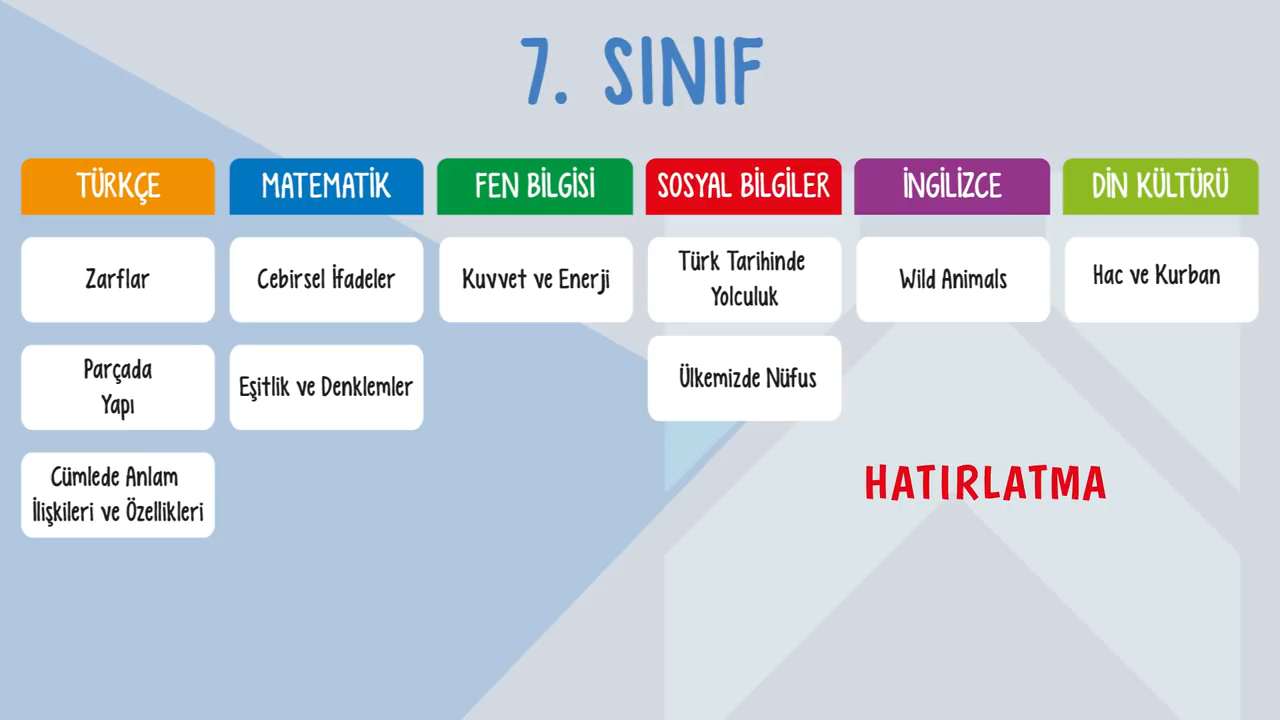 7. SINIF
TÜRKÇE
Zarflar
Parçada
Yapı
Cümlede Anlam
İlişkileri ve Özellikleri
MATEMATİK
Cebirsel İfadeler
Eşitlik ve Denklemler
FEN BİLGİSİ
Kuvvet ve Enerji
SOSYAL BİLGİLER
Türk Tarihinde
Yolculuk
Ülkemizde Nüfus
İNGİLİZCE
Wild Animals
DİN KÜLTÜRÜ
Hac ve Kurban
HATIRLATMA